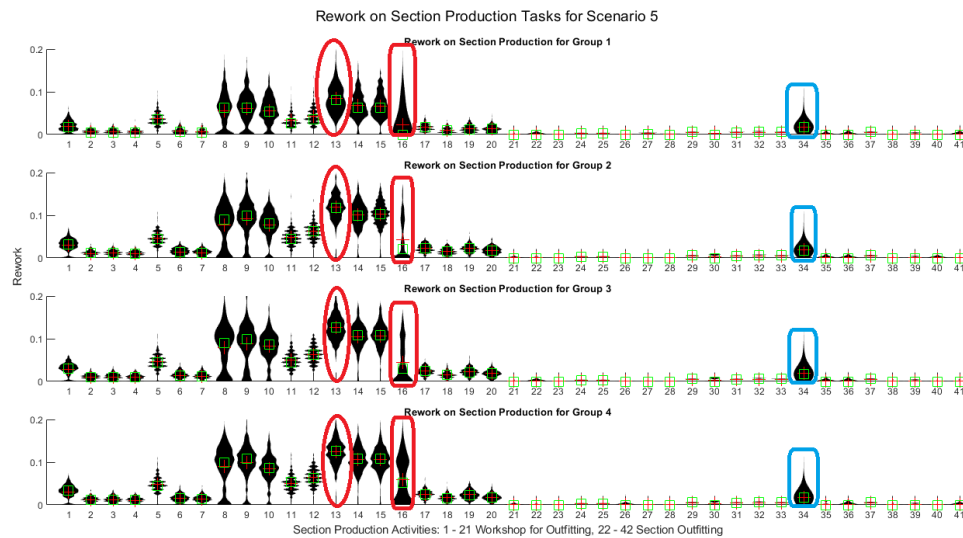 Rework on Section Production Tasks for Scenario 5
Rework on Section Production for Group 1
0.2
0.1
0
1 2 3 4 5 6 7 8 9 10 11 12 13 14 15 16 17 18 19 20 21 22 23 24 25 26 27 28 29 30 31 32 33 34 35 36 37 38 39 40 41
Rework on Section Production for Group 2
0.2
0.1
0
1 2 3 4 5 6 7 8 9 10 11 12 13 14 15 16 17 18 19 20 21 22 23 24 25 26 27 28 29 30 31 32 33 34 35 36 37 38 39 40 41
Rework
Rework on Section Production for Group 3
0.2
0.1
0
1 2 3 4 5 6 7 8 9 10 11 12 13 14 15 16 17 18 19 20 21 22 23 24 25 26 27 28 29 30 31 32 33 34 35 36 37 38 39 40 41
Rework on Section Production for Group 4
0.2
0.1
0
1 2 3 4 5 6 7 8 9 10 11 12 13 14 15 16 17 18 19 20 21 22 23 24 25 26 27 28 29 30 31 32 33 34 35 36 37 38 39 40 41
Section Production Activities: 1 - 21 Workshop for Outfitting, 22 - 42 Section Outfitting